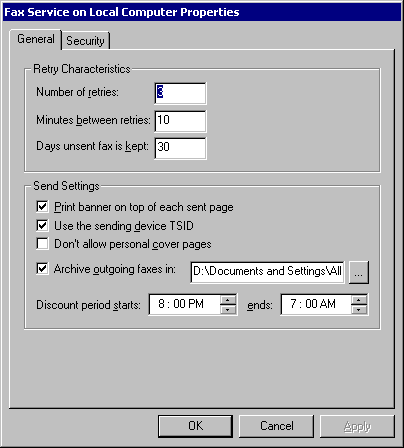 Fax Service on Local Computer Properties
General Security
Retry Characteristics
Number of retries: 3
Minutes between retries: 10
Days unsent fax is kept: 30
Send Settings
Print banner on top of each sent page
Use the sending device TSID
Don't allow personal cover pages
Archive outgoing faxes in: D:\Documents and Settings\All ...
Discount period starts: 8 : 00 PM ends: 7 : 00 AM
OK Cancel Apply